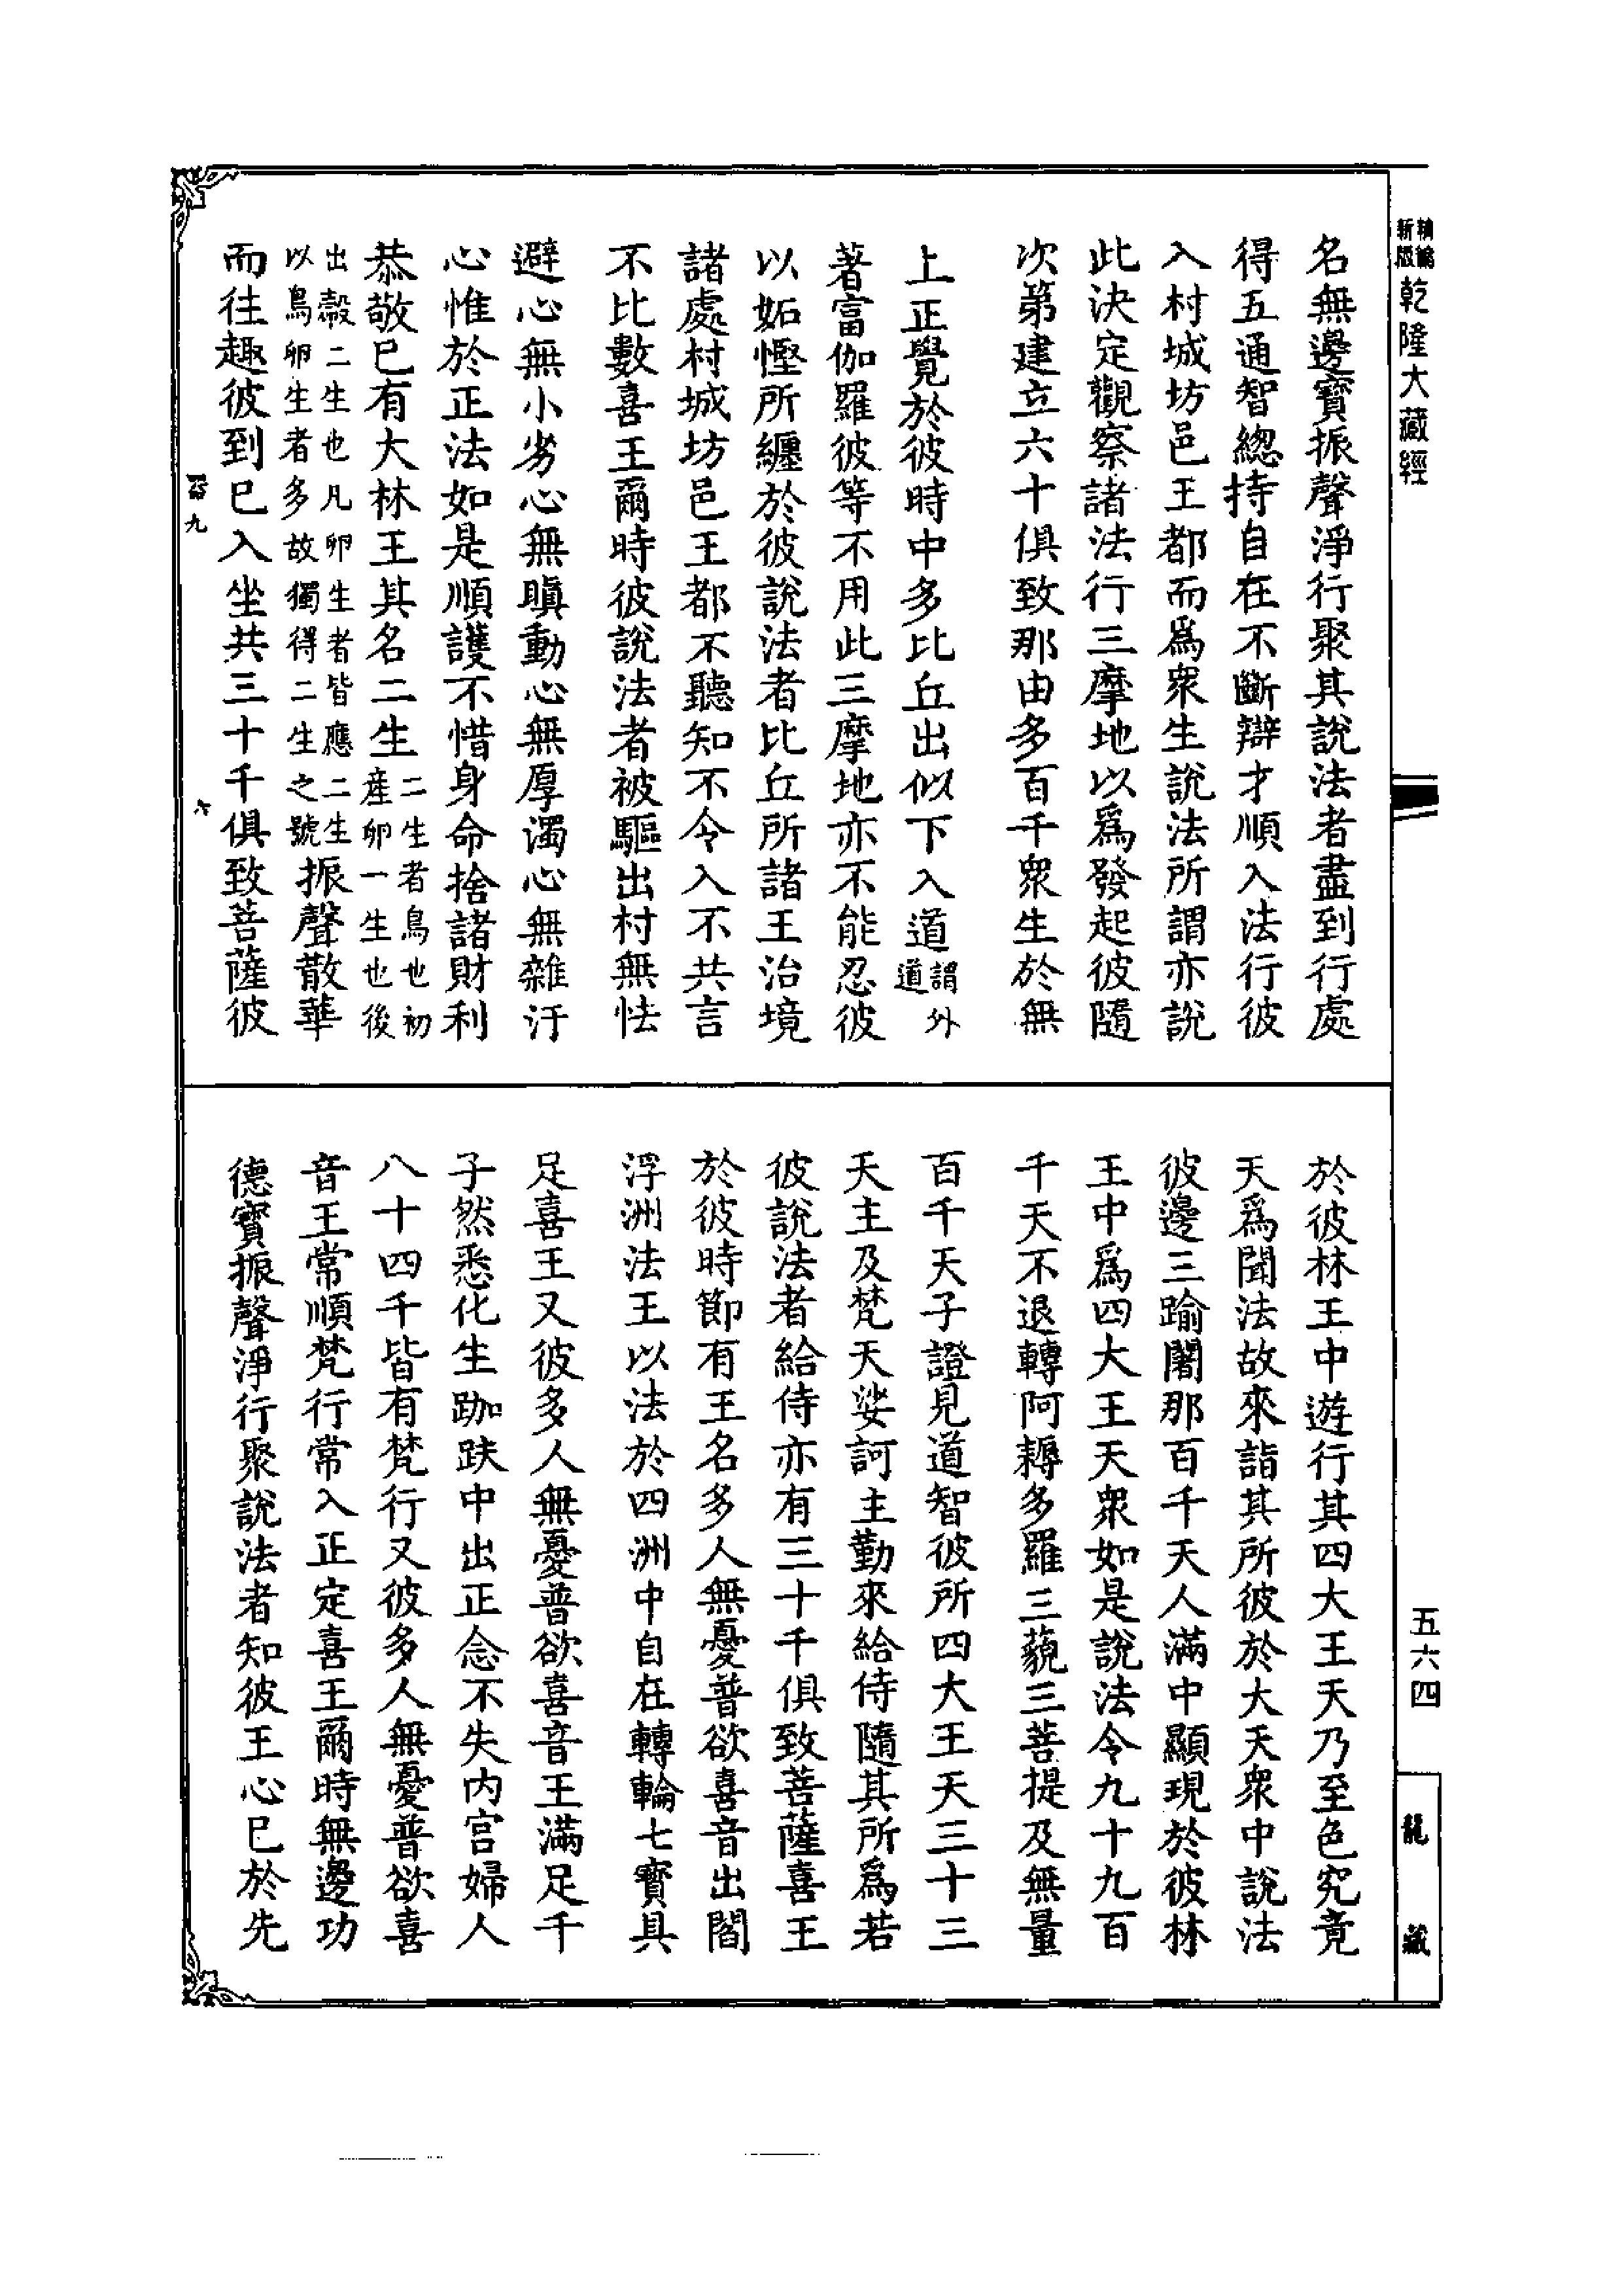 新版
精編
乾隆大藏經
名無邊寶振聲淨行聚其說法者盡到行處
得五通智總持自在不斷辯才順入法行彼
入村城坊邑王都而爲衆生說法所謂亦說
此決定觀察諸法行三摩地以爲發起彼隨
次第建立六十俱致那由多百千衆生於無
上正覺於彼時中多比丘出似下入道謂外道
著富伽羅彼等不用此三摩地亦不能忍彼
以妬慳所纏於彼說法者比丘所諸王治境
諸處村城坊邑王都不聽知不令入不共言
不比數喜王爾時彼說法者被驅出村無怯
避心無小劣心無瞋動心無厚濁心無雜汙
心惟於正法如是順護不惜身命捨諸財利
恭敬已有大林王其名二生二生者鳥也初產卵一生也後
出㲉二生也凡卵生者皆應二生以鳥卵生者多故獨得二生之號振聲散華
而往趣彼到已入坐共三十千俱致菩薩彼
九
六
於彼林王中遊行其四大王天乃至色究竟
天爲聞法故來詣其所彼於大天衆中說法
彼邊三踰闍那百千天人滿中顯現於彼林
王中爲四大王天衆如是說法令九十九百
千天不退轉阿耨多羅三藐三菩提及無量
百千天子證見道智彼所四大王天三十三
天主及梵天娑訶主勤來給侍隨其所爲若
彼說法者給侍亦有三十千俱致菩薩喜王
於彼時節有王名多人無憂普欲喜音出閻
浮洲法王以法於四洲中自在轉輪七寶具
足喜王又彼多人無憂普欲喜音王滿足千
子然悉化生跏趺中出正念不失内宮婦人
八十四千皆有梵行又彼多人無憂普欲喜
音王常順梵行常入正定喜王爾時無邊功
德寶振聲淨行聚說法者知彼王心已於先
五六四
龍藏